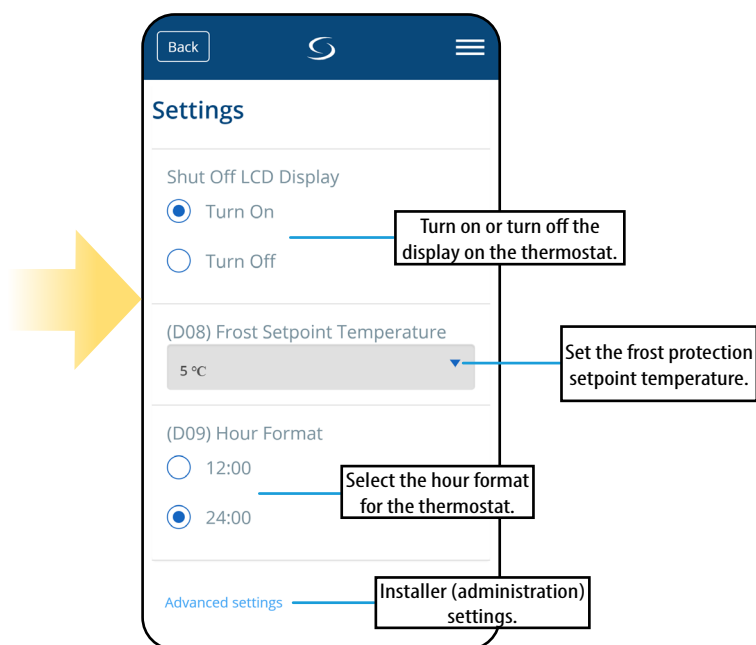 Back
Settings
Shut Off LCD Display
Turn On
Turn Off
Turn on or turn off the
display on the thermostat.
(D08) Frost Setpoint Temperature
5 °C
Set the frost protection
setpoint temperature.
(D09) Hour Format
12:00
24:00
Select the hour format
for the thermostat.
Advanced settings
Installer (administration)
settings.